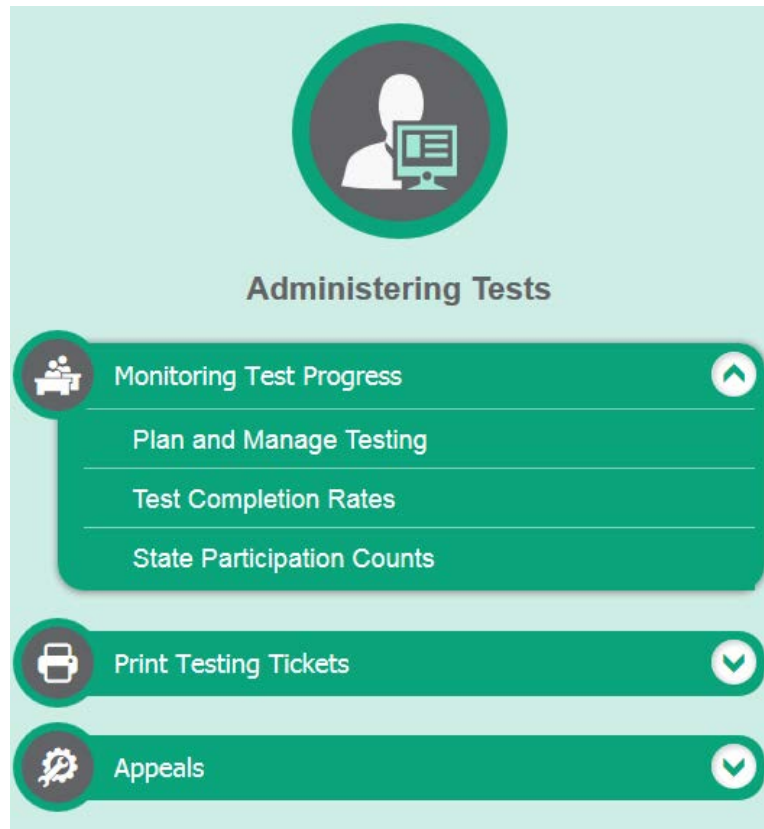 Administering Tests
Monitoring Test Progress
Plan and Manage Testing
Test Completion Rates
State Participation Counts
Print Testing Tickets
Appeals